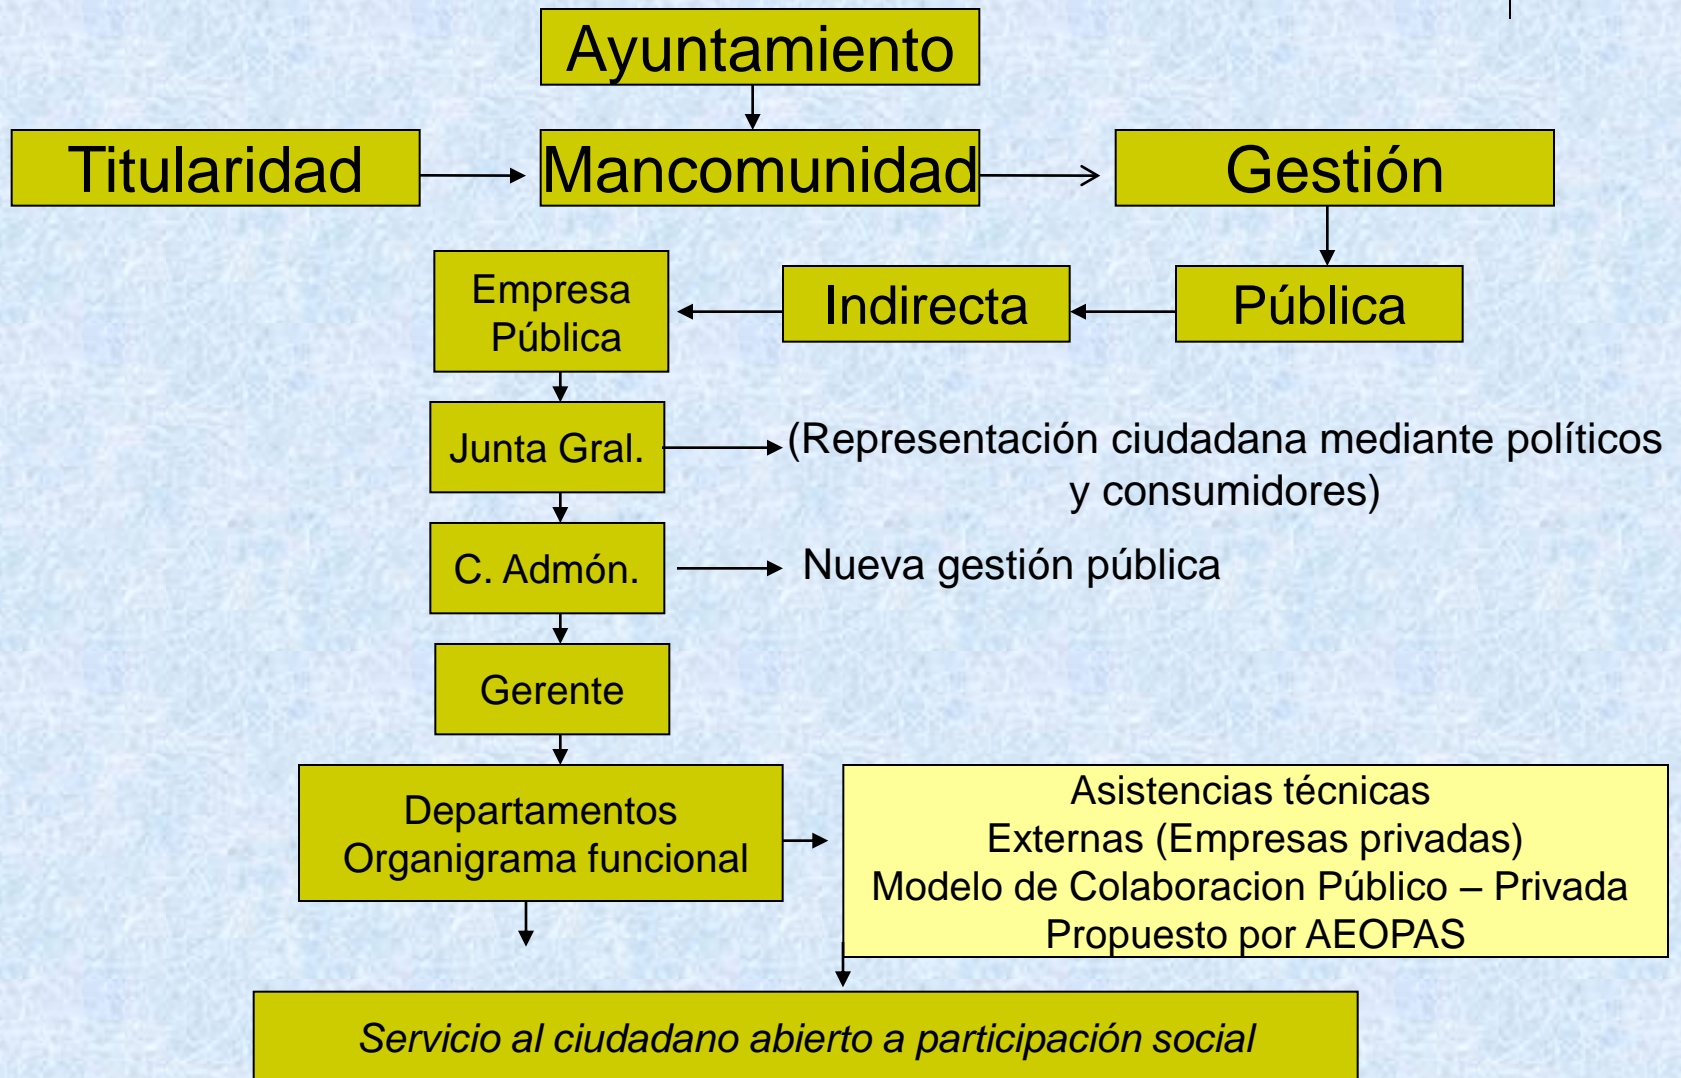 Ayuntamiento
Titularidad
Mancomunidad
Gestión
Empresa
Pública
Indirecta
Pública
Junta Gral.
(Representación ciudadana mediante políticos
y consumidores)
C. Admón.
Nueva gestión pública
Gerente
Departamentos
Organigrama funcional
Asistencias técnicas
Externas (Empresas privadas)
Modelo de Colaboracion Público – Privada
Propuesto por AEOPAS
Servicio al ciudadano abierto a participación social